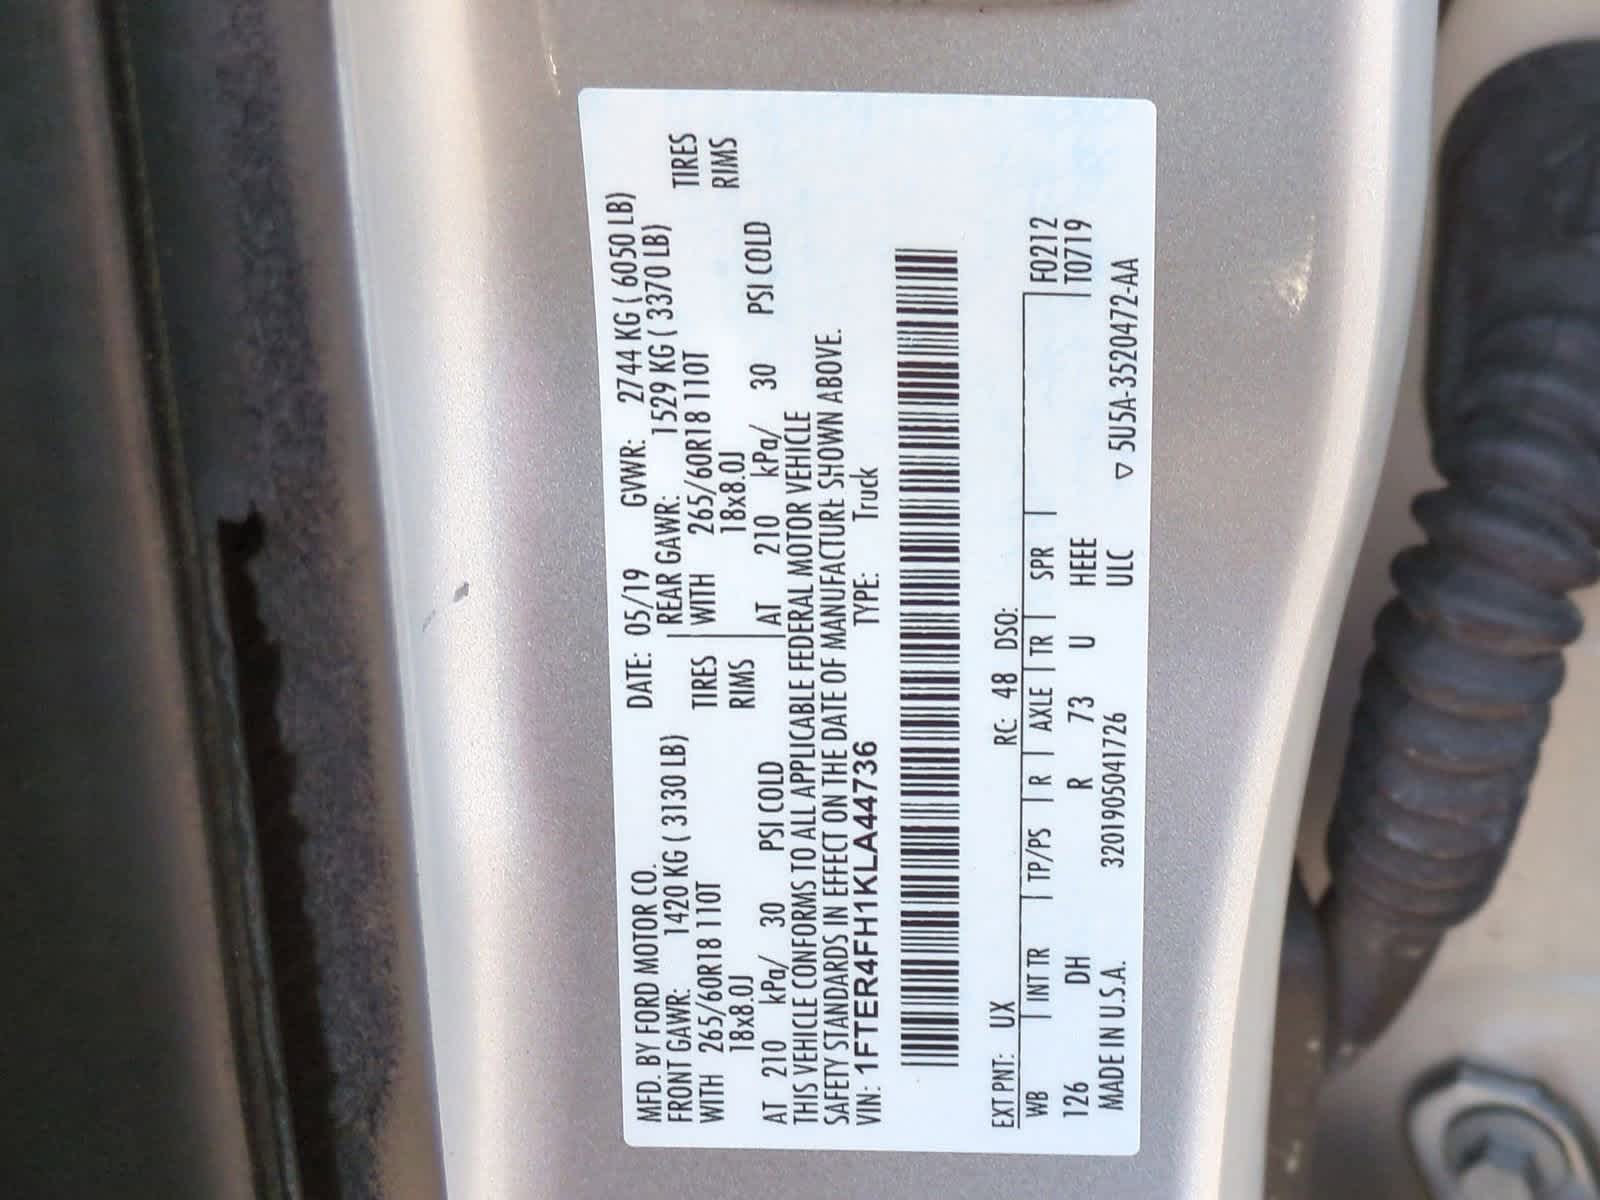 MFD. BY FORD MOTOR CO. DATE: 05/19 GVWR: 2744 KG ( 6050 LB)
FRONT GAWR: 1420 KG ( 3130 LB) REAR GAWR: 1529 KG ( 3370 LB)
WITH 265/60R18 110T TIRES WITH 265/60R18 110T TIRES
18x8.0J RIMS 18x8.0J RIMS
AT 210 kPa/ 30 PSI COLD AT 210 kPa/ 30 PSI COLD
THIS VEHICLE CONFORMS TO ALL APPLICABLE FEDERAL MOTOR VEHICLE
SAFETY STANDARDS IN EFFECT ON THE DATE OF MANUFACTURE SHOWN ABOVE.
VIN: 1FTER4FH1KLA44736 TYPE: Truck
EXT PNT: UX RC: 48 DSO:
WB INT TR TP/PS R AXLE TR SPR F0212
126 DH R 73 U HEEE T0719
MADE IN U.S.A. 3201905041726 ULC ▽ 5U5A-3520472-AA